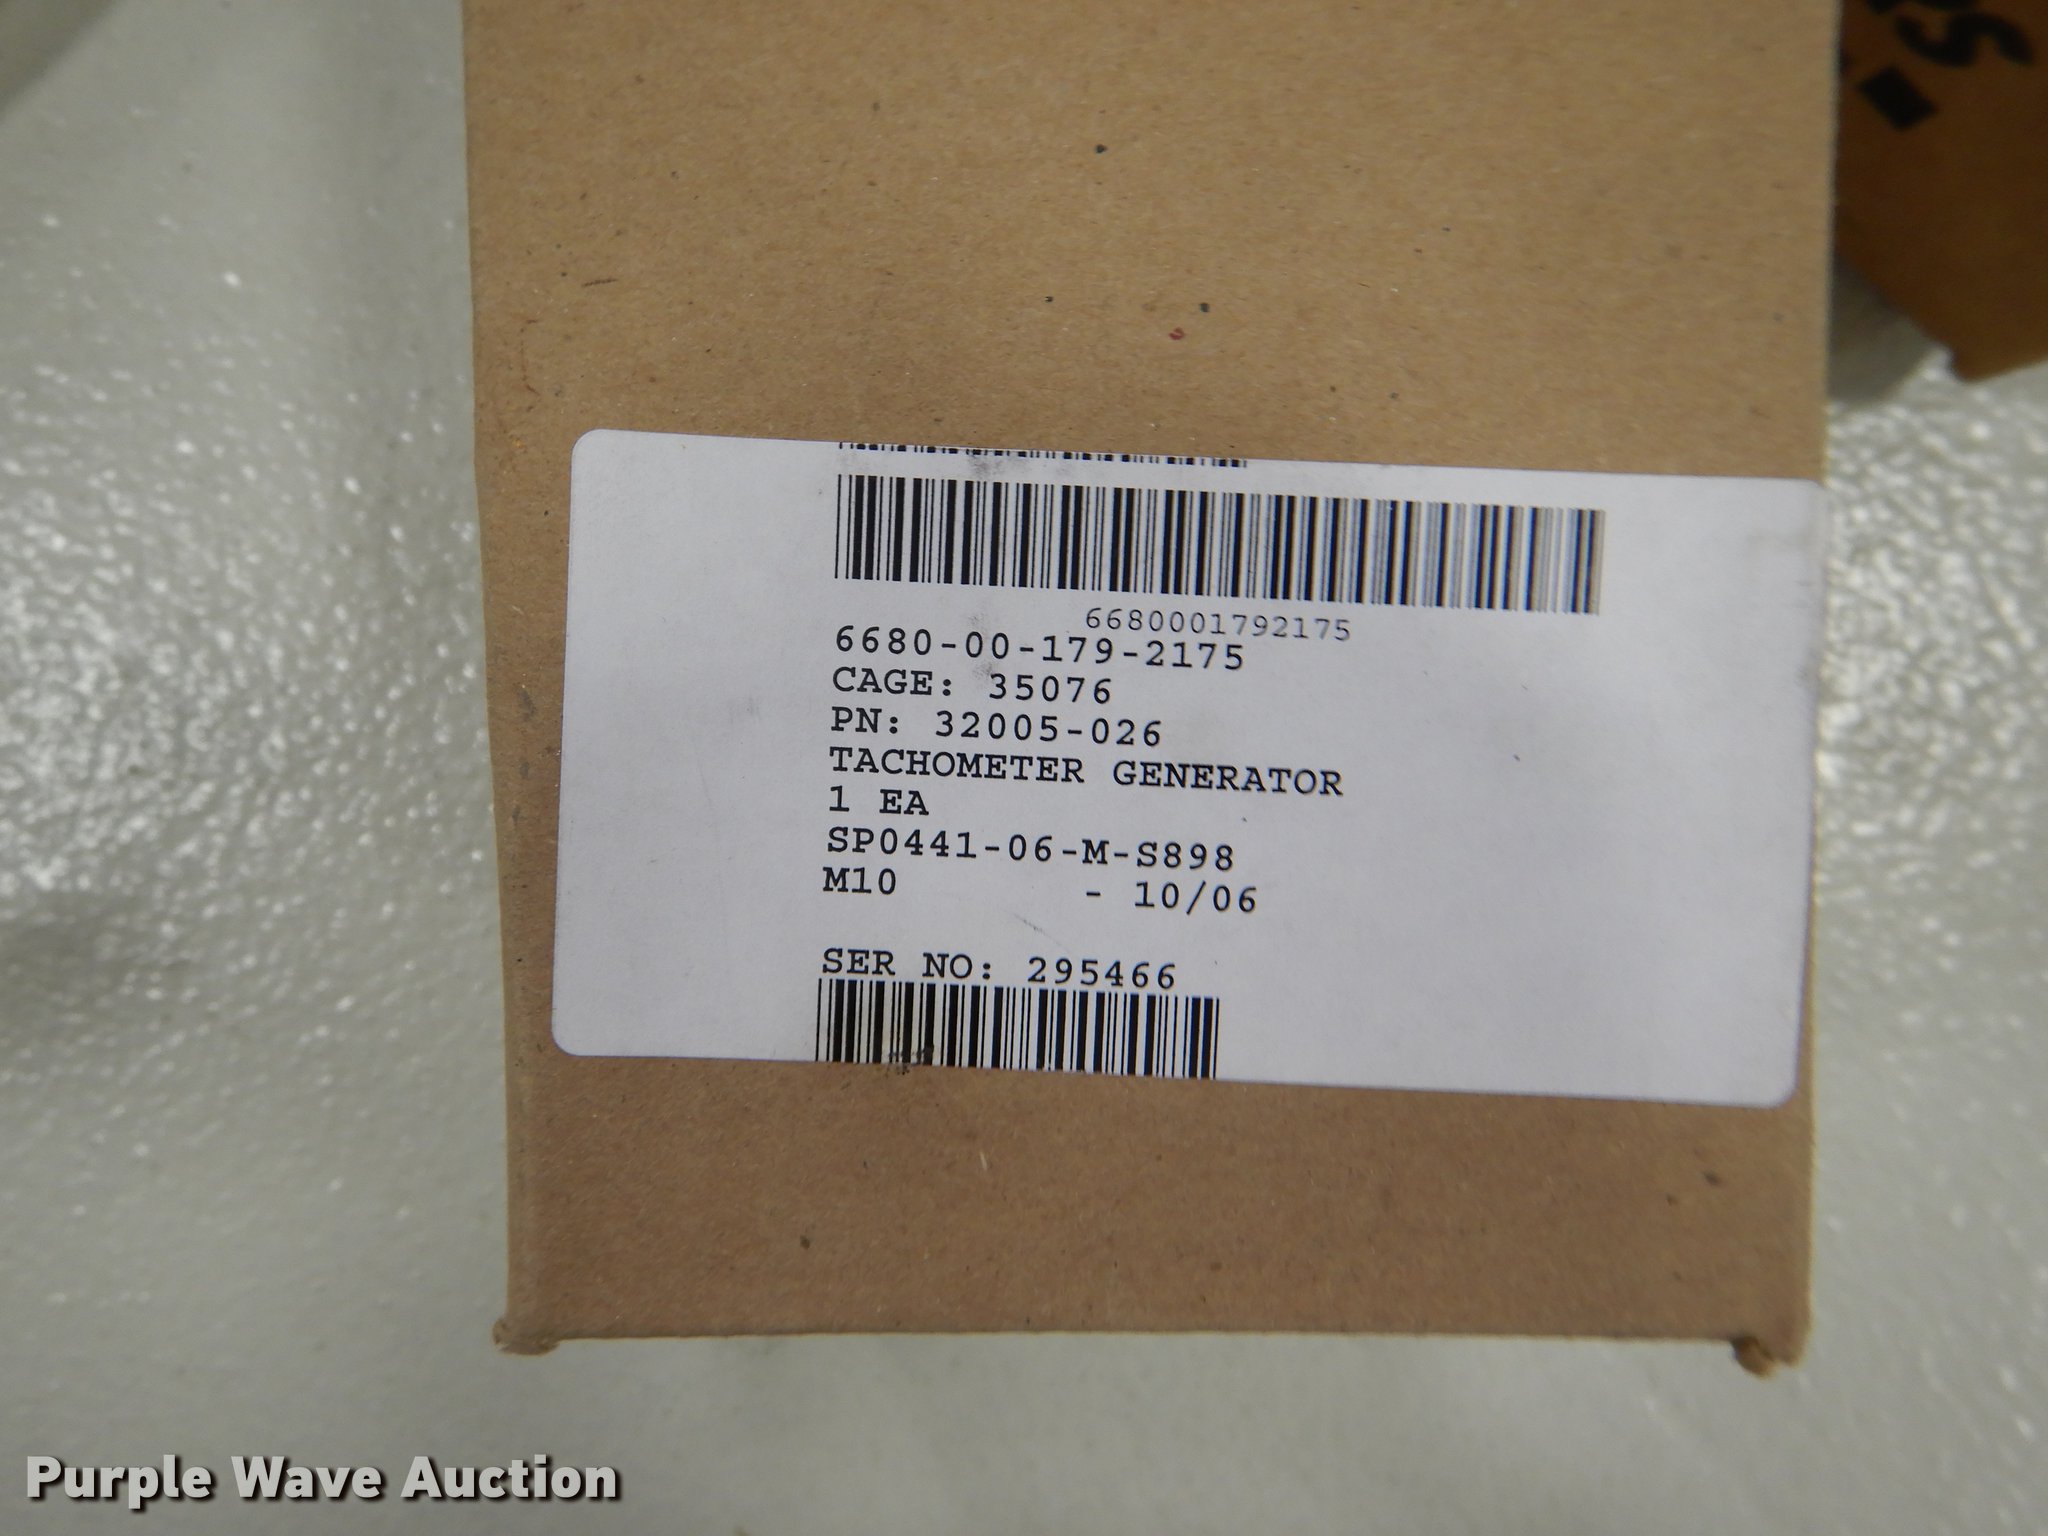 6680001792175
6680-00-179-2175
CAGE: 35076
PN: 32005-026
TACHOMETER GENERATOR
1 EA
SP0441-06-M-S898
M10 - 10/06
SER NO: 295466
Purple Wave Auction